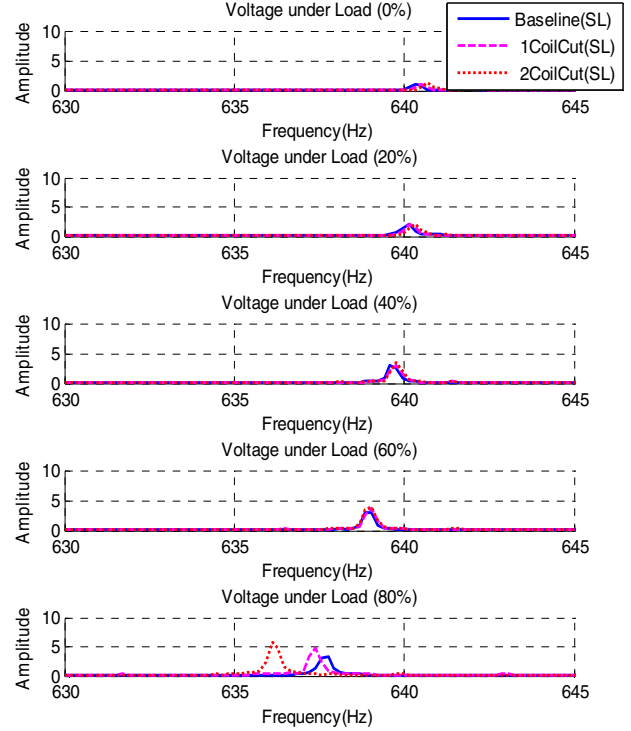 Voltage under Load (0%)
Baseline(SL)
1CoilCut(SL)
2CoilCut(SL)
Amplitude
10
5
0
630
635
640
645
Frequency(Hz)
Voltage under Load (20%)
Amplitude
10
5
0
630
635
640
645
Frequency(Hz)
Voltage under Load (40%)
Amplitude
10
5
0
630
635
640
645
Frequency(Hz)
Voltage under Load (60%)
Amplitude
10
5
0
630
635
640
645
Frequency(Hz)
Voltage under Load (80%)
Amplitude
10
5
0
630
635
640
645
Frequency(Hz)